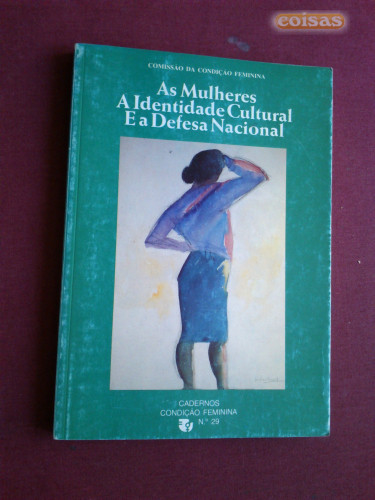 coisas
COMISSÃO DA CONDIÇÃO FEMININA
As Mulheres
A Identidade Cultural
E a Defesa Nacional
CADERNOS
CONDIÇÃO FEMININA
N.º 29